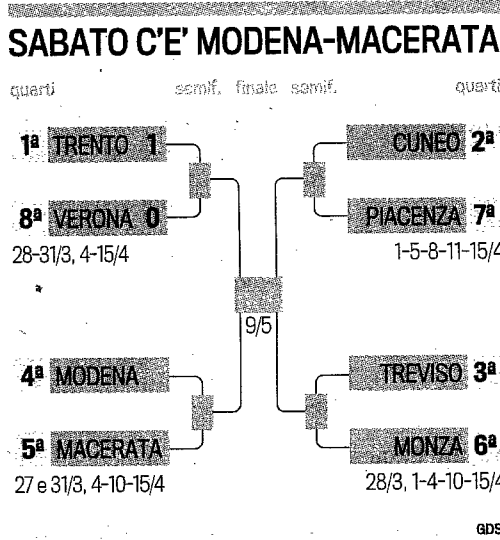 SABATO C'E' MODENA-MACERATA
quarti semif. finale semif. quarti
1ª TRENTO 1
CUNEO 2ª
8ª VERONA 0
PIACENZA 7ª
28-31/3, 4-15/4
1-5-8-11-15/4
9/5
4ª MODENA
TREVISO 3ª
5ª MACERATA
MONZA 6ª
27 e 31/3, 4-10-15/4
28/3, 1-4-10-15/4
GDS